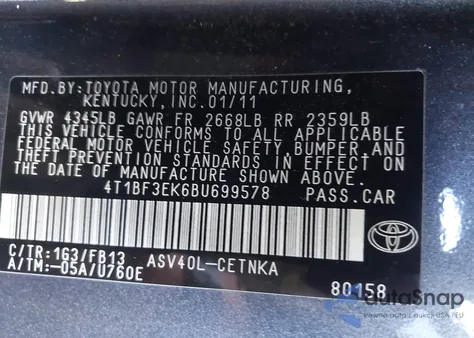 MFD.BY:TOYOTA MOTOR MANUFACTURING,
KENTUCKY,INC.01/11
GVWR 4345LB GAWR FR 2668LB RR 2359LB
THIS VEHICLE CONFORMS TO ALL APPLICABLE
FEDERAL MOTOR VEHICLE SAFETY,BUMPER,AND
THEFT PREVENTION STANDARDS IN EFFECT ON
THE DATE OF MANUFACTURE SHOWN ABOVE.
4T1BF3EK6BU699578 PASS.CAR
C/TR:1G3/FB13 ASV40L-CETNKA
A/TM:-05A/U760E 80158
TOYOTA
autoSnap